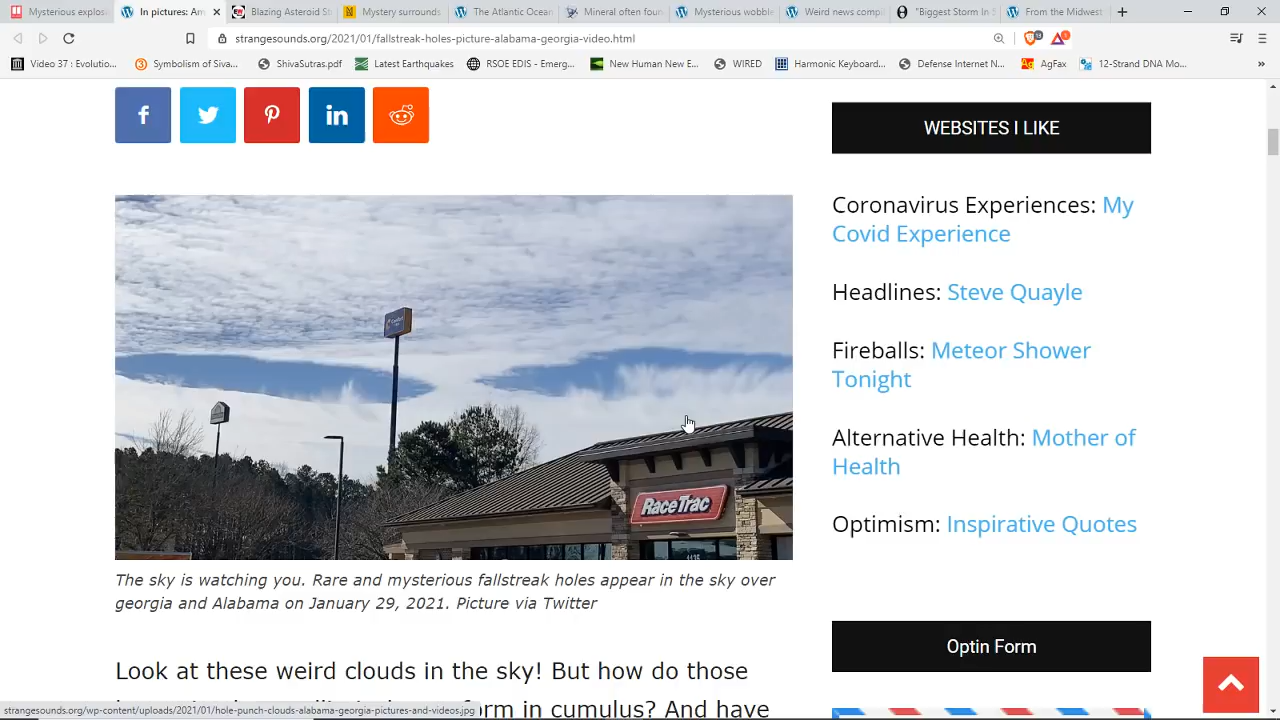 Mysterious explos
In pictures: Am
Blazing Asteroid St
Mystery surrounds
The Atlantic Ocean
Mineral often foun
Mysterious wobble
Weird news compi
"Biggest Storm In S
From the Midwest
strangesounds.org/2021/01/fallstreak-holes-picture-alabama-georgia-video.html
Video 37 : Evolutio...
Symbolism of Siva...
ShivaSutras.pdf
Latest Earthquakes
RSOE EDIS - Emerg...
New Human New E...
WIRED
Harmonic Keyboard...
Defense Internet N...
AgFax
12-Strand DNA Mo...
WEBSITES I LIKE
Coronavirus Experiences: My
Covid Experience
Headlines: Steve Quayle
Fireballs: Meteor Shower
Tonight
Alternative Health: Mother of
Health
Optimism: Inspirative Quotes
RaceTrac
The sky is watching you. Rare and mysterious fallstreak holes appear in the sky over
georgia and Alabama on January 29, 2021. Picture via Twitter
Optin Form
Look at these weird clouds in the sky! But how do those
form in cumulus? And have
strangesounds.org/wp-content/uploads/2021/01/hole-punch-clouds-alabama-georgia-pictures-and-videos.jpg